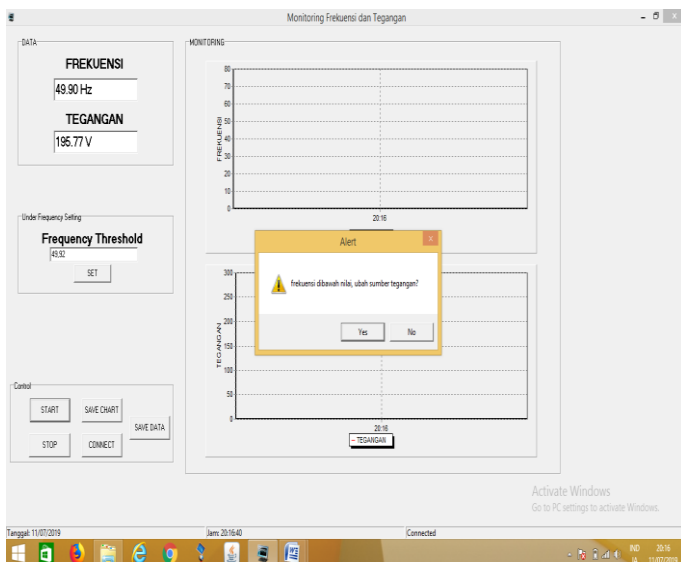 Monitoring Frekuensi dan Tegangan
DATA
FREKUENSI
49.90 Hz
TEGANGAN
195.77 V
Under Frequency Setting
Frequency Threshold
49,92
SET
Control
START
SAVE CHART
SAVE DATA
STOP
CONNECT
MONITORING
FREKUENSI
80
70
60
50
40
30
20
10
0
20:16
Alert
x
frekuensi dibawah nilai, ubah sumber tegangan?
Yes
No
TEGANGAN
300
250
200
150
100
50
0
20:16
TEGANGAN
Activate Windows
Go to PC settings to activate Windows.
Tanggal: 11/07/2019
Jam: 20:16:40
Connected
IND
IA
20:16
11/07/2019